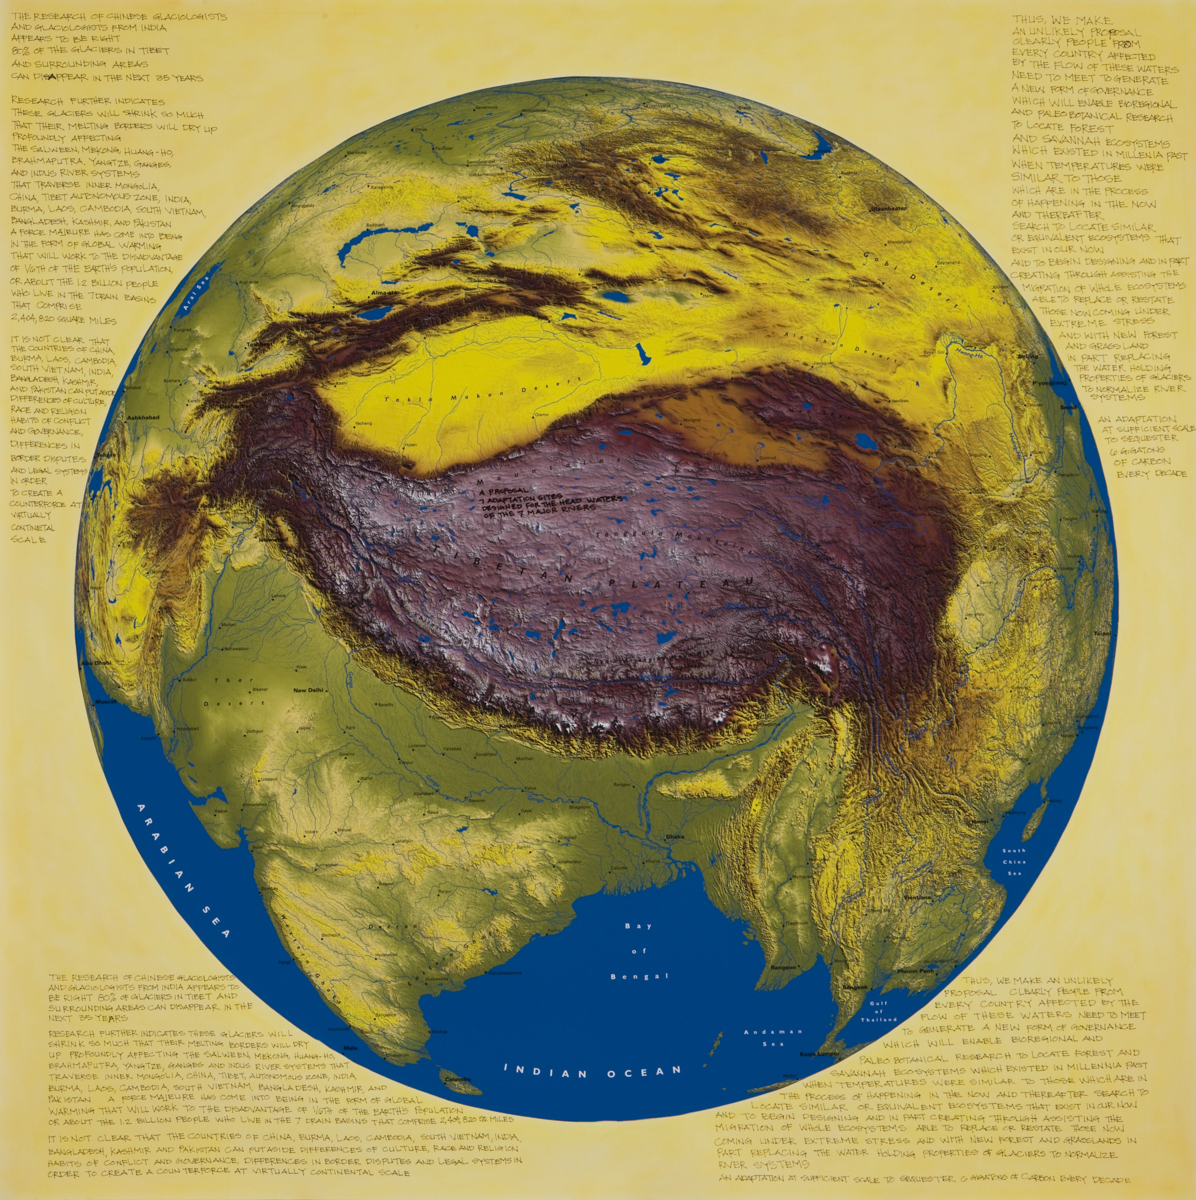 THE RESEARCH OF CHINESE GLACIOLOGISTS
AND GLACIOLOGISTS FROM INDIA
APPEARS TO BE RIGHT
80% OF THE GLACIERS IN TIBET
AND SURROUNDING AREAS
CAN DISAPPEAR IN THE NEXT 35 YEARS
RESEARCH FURTHER INDICATES
THESE GLACIERS WILL SHRINK SO MUCH
THAT THEIR MELTING BORDERS WILL DRY UP
PROFOUNDLY AFFECTING
THE SALWEEN, MEKONG, HUANG-HO,
BRAHMAPUTRA, YANGTZE, GANGES,
AND INDUS RIVER SYSTEMS
THAT TRAVERSE INNER MONGOLIA,
CHINA, TIBET AUTONOMOUS ZONE, INDIA,
BURMA, LAOS, CAMBODIA, SOUTH VIETNAM,
BANGLADESH, KASHMIR, AND PAKISTAN
A FORCE MAJEURE HAS COME INTO BEING
IN THE FORM OF GLOBAL WARMING
THAT WILL WORK TO THE DISADVANTAGE
OF 1/6TH OF THE EARTH'S POPULATION,
OR ABOUT THE 1.2 BILLION PEOPLE
WHO LIVE IN THE 7 DRAIN BASINS
THAT COMPRISE
2,404,820 SQUARE MILES
IT IS NOT CLEAR THAT
THE COUNTRIES OF CHINA,
BURMA, LAOS, CAMBODIA,
SOUTH VIETNAM, INDIA,
BANGLADESH, KASHMIR,
AND PAKISTAN CAN PUT ASIDE
DIFFERENCES OF CULTURE,
RACE AND RELIGION
HABITS OF CONFLICT
AND GOVERNANCE,
DIFFERENCES IN
BORDER DISPUTES
AND LEGAL SYSTEMS
IN ORDER
TO CREATE A
COUNTERFORCE AT
VIRTUALLY
CONTINETAL
SCALE
THUS, WE MAKE
AN UNLIKELY PROPOSAL
CLEARLY PEOPLE FROM
EVERY COUNTRY AFFECTED
BY THE FLOW OF THESE WATERS
NEED TO MEET TO GENERATE
A NEW FORM OF GOVERNANCE
WHICH WILL ENABLE BIOREGIONAL
AND PALEOBOTANICAL RESEARCH
TO LOCATE FOREST
AND SAVANNAH ECOSYSTEMS
WHICH EXISTED IN MILLENIA PAST
WHEN TEMPERATURES WERE
SIMILAR TO THOSE
WHICH ARE IN THE PROCESS
OF HAPPENING IN THE NOW
AND THEREAFTER,
SEARCH TO LOCATE SIMILAR
OR EQUIVALENT ECOSYSTEMS THAT
EXIST IN OUR NOW
AND TO BEGIN DESIGNING AND IN PART
CREATING THROUGH ASSISTING THE
MIGRATION OF WHOLE ECOSYSTEMS
ABLE TO REPLACE OR RESTATE
THOSE NOW COMING UNDER
EXTREME STRESS
AND WITH NEW FOREST
AND GRASS LAND
IN PART REPLACING
THE WATER HOLDING
PROPERTIES OF GLACIERS
TO NORMALIZE RIVER
SYSTEMS
AN ADAPTATION
AT SUFFICIENT SCALE
TO SEQUESTER
6 GIGATONS
OF CARBON
EVERY DECADE
Ulaanbaatar
Gobi Desert
Aral Sea
Almaty
Beijing
P'yongyang
Seoul
Takla Makan Desert
Ashkhabad
A PROPOSAL
7 ADAPTATION SITES
DESIGNED FOR THE HEAD WATERS
OF THE 7 MAJOR RIVERS
TIBETAN PLATEAU
Taipei
Abu Dhabi
Muscat
Thar
Desert
New Delhi
Dhaka
Hanoi
ARABIAN SEA
South
China
Sea
Vientiane
Deccan
Bay
of
Bengal
Rangoon
Bangkok
Phnom Penh
Gulf
of
Thailand
Andaman
Sea
Male
Colombo
Kuala Lumpur
INDIAN OCEAN
THE RESEARCH OF CHINESE GLACIOLOGISTS
AND GLACIOLOGISTS FROM INDIA APPEARS TO
BE RIGHT 80% OF GLACIERS IN TIBET AND
SURROUNDING AREAS CAN DISAPPEAR IN THE
NEXT 35 YEARS
RESEARCH FURTHER INDICATES THESE GLACIERS WILL
SHRINK SO MUCH THAT THEIR MELTING BORDERS WILL DRY
UP PROFOUNDLY AFFECTING THE SALWEEN, MEKONG, HUANG-HO,
BRAHMAPUTRA, YANGTZE, GANGES AND INDUS RIVER SYSTEMS THAT
TRAVERSE INNER MONGOLIA, CHINA, TIBET, AUTONOMOUS ZONE, INDIA
BURMA, LAOS, CAMBODIA, SOUTH VIETNAM, BANGLADESH, KASHMIR AND
PAKISTAN A FORCE MAJEURE HAS COME INTO BEING IN THE FORM OF GLOBAL
WARMING THAT WILL WORK TO THE DISADVANTAGE OF 1/6TH OF THE EARTH'S POPULATION,
OR ABOUT THE 1.2 BILLION PEOPLE WHO LIVE IN THE 7 DRAIN BASINS THAT COMPRISE 2,404,820 SQ MILES
IT IS NOT CLEAR THAT THE COUNTRIES OF CHINA, BURMA, LAOS, CAMBODIA, SOUTH VIETNAM, INDIA,
BANGLADESH, KASHMIR AND PAKISTAN CAN PUT ASIDE DIFFERENCES OF CULTURE, RACE AND RELIGION
HABITS OF CONFLICT AND GOVERNANCE, DIFFERENCES IN BORDER DISPUTES AND LEGAL SYSTEMS IN
ORDER TO CREATE A COUNTERFORCE AT VIRTUALLY CONTINENTAL SCALE
THUS, WE MAKE AN UNLIKELY
PROPOSAL CLEARLY PEOPLE FROM
EVERY COUNTRY AFFECTED BY THE
FLOW OF THESE WATERS NEED TO MEET
TO GENERATE A NEW FORM OF GOVERNANCE
WHICH WILL ENABLE BIOREGIONAL AND
PALEO BOTANICAL RESEARCH TO LOCATE FOREST AND
SAVANNAH ECOSYSTEMS WHICH EXISTED IN MILLENNIA PAST
WHEN TEMPERATURES WERE SIMILAR TO THOSE WHICH ARE IN
THE PROCESS OF HAPPENING IN THE NOW AND THEREAFTER SEARCH TO
LOCATE SIMILAR OR EQUIVALENT ECOSYSTEMS THAT EXIST IN OUR NOW
AND TO BEGIN DESIGNING AND IN PART CREATING THROUGH ASSISTING THE
MIGRATION OF WHOLE ECOSYSTEMS ABLE TO REPLACE OR RESTATE THOSE NOW
COMING UNDER EXTREME STRESS AND WITH NEW FOREST AND GRASSLANDS IN
PART REPLACING THE WATER HOLDING PROPERTIES OF GLACIERS TO NORMALIZE
RIVER SYSTEMS
AN ADAPTATION AT SUFFICIENT SCALE TO SEQUESTER 6 GIGATONS OF CARBON EVERY DECADE